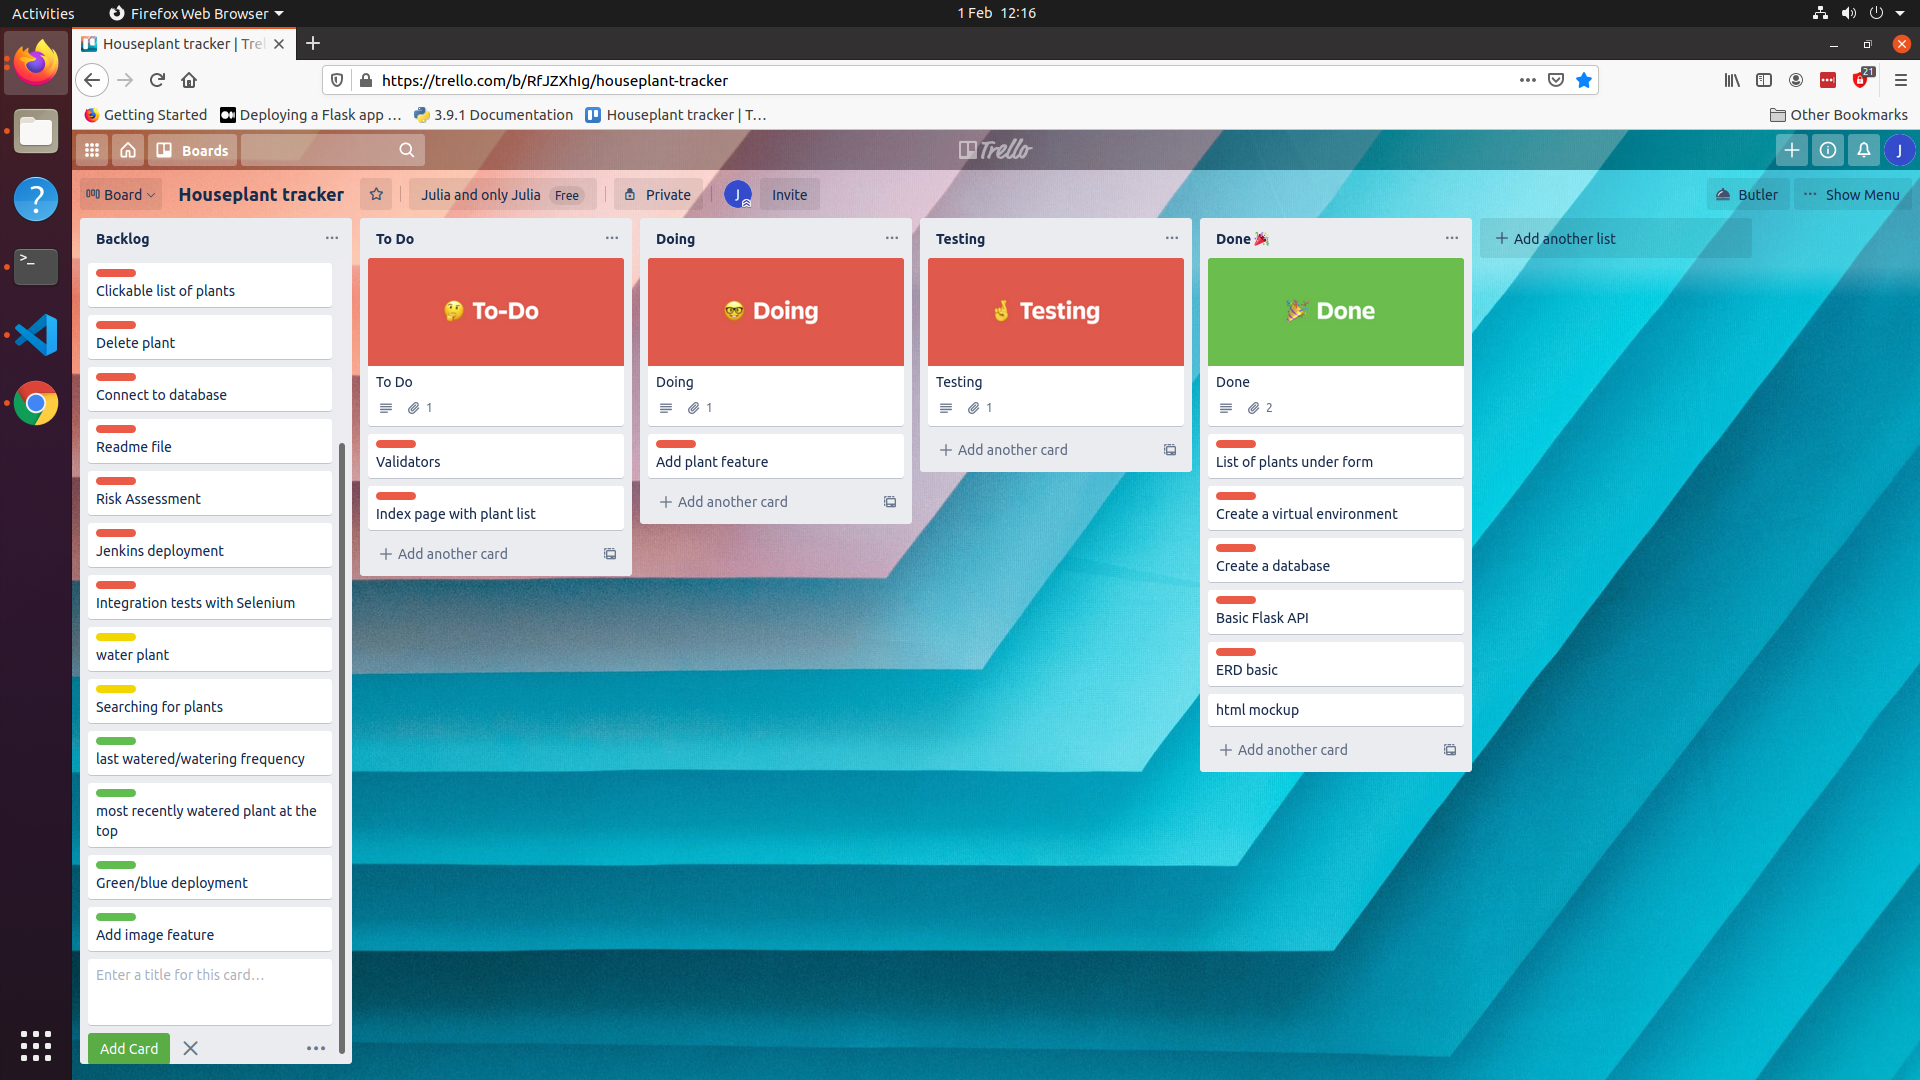 Activities
Firefox Web Browser
1 Feb 12:16
Houseplant tracker | Trel
https://trello.com/b/RfJZXhIg/houseplant-tracker
21
Getting Started
Deploying a Flask app …
3.9.1 Documentation
Houseplant tracker | T…
Other Bookmarks
Boards
Trello
J
Board
Houseplant tracker
Julia and only Julia Free
Private
J
Invite
Butler
Show Menu
Backlog
Clickable list of plants
Delete plant
Connect to database
Readme file
Risk Assessment
Jenkins deployment
Integration tests with Selenium
water plant
Searching for plants
last watered/watering frequency
most recently watered plant at the
top
Green/blue deployment
Add image feature
Enter a title for this card…
Add Card
To Do
🤔 To-Do
To Do
1
Validators
Index page with plant list
+ Add another card
Doing
🤓 Doing
Doing
1
Add plant feature
+ Add another card
Testing
🤞 Testing
Testing
1
+ Add another card
Done 🎉
🎉 Done
Done
2
List of plants under form
Create a virtual environment
Create a database
Basic Flask API
ERD basic
html mockup
+ Add another card
+ Add another list